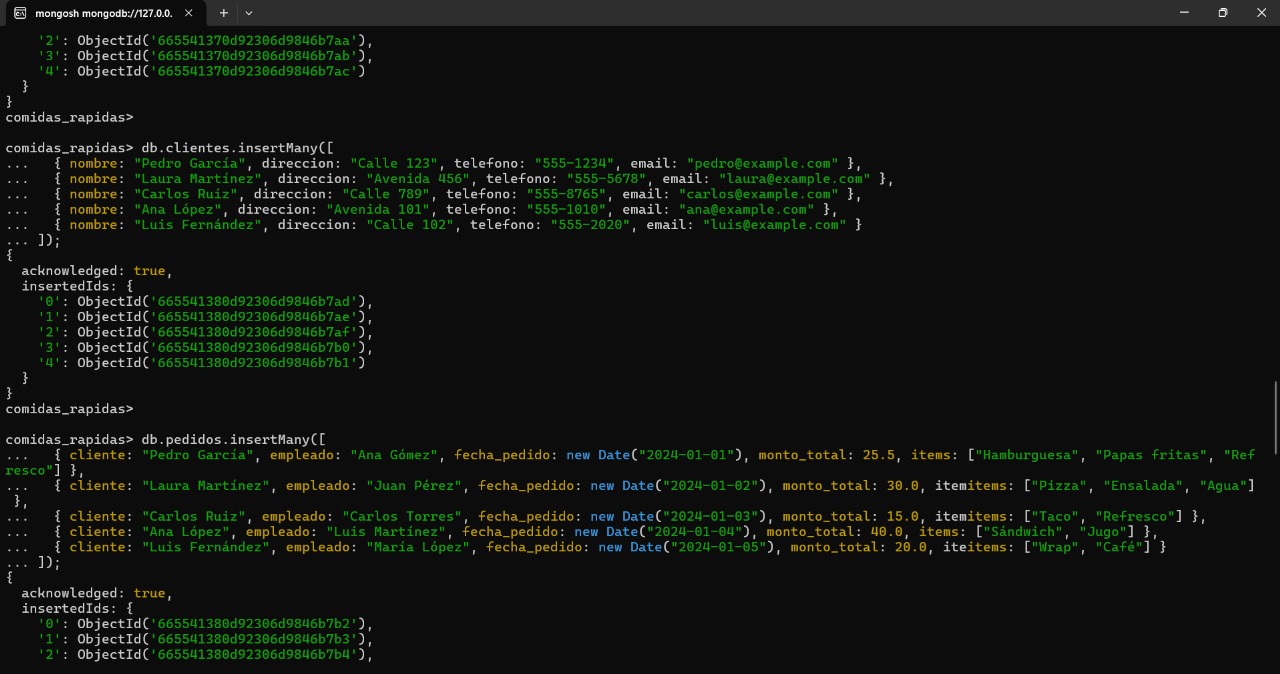 mongosh mongodb://127.0.0.
'2': ObjectId('665541370d92306d9846b7aa'),
'3': ObjectId('665541370d92306d9846b7ab'),
'4': ObjectId('665541370d92306d9846b7ac')
}
}
comidas_rapidas>
comidas_rapidas> db.clientes.insertMany([
... { nombre: "Pedro García", direccion: "Calle 123", telefono: "555-1234", email: "pedro@example.com" },
... { nombre: "Laura Martínez", direccion: "Avenida 456", telefono: "555-5678", email: "laura@example.com" },
... { nombre: "Carlos Ruiz", direccion: "Calle 789", telefono: "555-8765", email: "carlos@example.com" },
... { nombre: "Ana López", direccion: "Avenida 101", telefono: "555-1010", email: "ana@example.com" },
... { nombre: "Luis Fernández", direccion: "Calle 102", telefono: "555-2020", email: "luis@example.com" }
... ]);
{
acknowledged: true,
insertedIds: {
'0': ObjectId('665541380d92306d9846b7ad'),
'1': ObjectId('665541380d92306d9846b7ae'),
'2': ObjectId('665541380d92306d9846b7af'),
'3': ObjectId('665541380d92306d9846b7b0'),
'4': ObjectId('665541380d92306d9846b7b1')
}
}
comidas_rapidas>
comidas_rapidas> db.pedidos.insertMany([
... { cliente: "Pedro García", empleado: "Ana Gómez", fecha_pedido: new Date("2024-01-01"), monto_total: 25.5, items: ["Hamburguesa", "Papas fritas", "Ref
resco"] },
... { cliente: "Laura Martínez", empleado: "Juan Pérez", fecha_pedido: new Date("2024-01-02"), monto_total: 30.0, itemitems: ["Pizza", "Ensalada", "Agua"]
},
... { cliente: "Carlos Ruiz", empleado: "Carlos Torres", fecha_pedido: new Date("2024-01-03"), monto_total: 15.0, itemitems: ["Taco", "Refresco"] },
... { cliente: "Ana López", empleado: "Luis Martínez", fecha_pedido: new Date("2024-01-04"), monto_total: 40.0, items: ["Sándwich", "Jugo"] },
... { cliente: "Luis Fernández", empleado: "María López", fecha_pedido: new Date("2024-01-05"), monto_total: 20.0, iteitems: ["Wrap", "Café"] }
... ]);
{
acknowledged: true,
insertedIds: {
'0': ObjectId('665541380d92306d9846b7b2'),
'1': ObjectId('665541380d92306d9846b7b3'),
'2': ObjectId('665541380d92306d9846b7b4'),